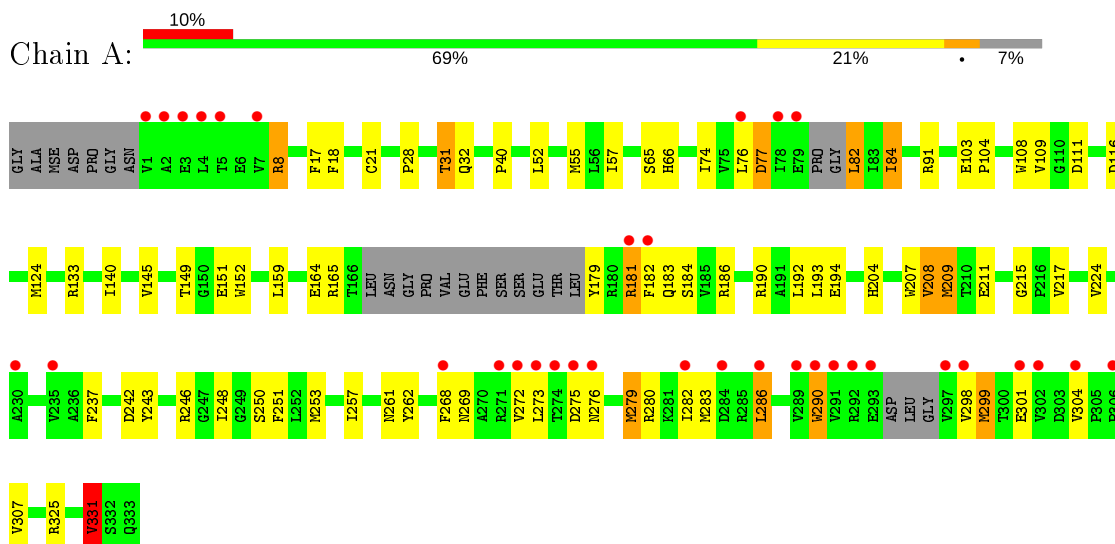 10%
Chain A:
69% 21% • 7%
GLY ALA MSE ASP PRO GLY ASN V1 A2 E3 L4 T5 E6 V7 R8 F17 F18 C21 P28 T31 Q32 P40 L52 M55 L56 I57 S65 H66 I74 V75 L76 D77 I78 E79 PRO GLY L82 I83 I84 R91 E103 P104 W108 V109 G110 D111 D116
M124 R133 I140 V145 T149 G150 E151 W152 L159 E164 R165 T166 LEU ASN GLY PRO VAL GLU PHE SER SER GLU THR LEU Y179 R180 R181 F182 Q183 S184 V185 R186 R190 A191 L192 L193 E194 H204 W207 V208 M209 T210 E211 G215 P216 V217 V224
A230 V235 A236 F237 D242 Y243 R246 G247 I248 G249 S250 F251 L252 M253 I257 N261 Y262 F268 N269 A270 R271 V272 L273 T274 D275 N276 M279 R280 K281 I282 M283 D284 R285 L286 V289 W290 V291 R292 E293 ASP LEU GLY V297 V298 M299 T300 E301 V302 D303 V304 P305
V307 R325 V331 S332 Q333